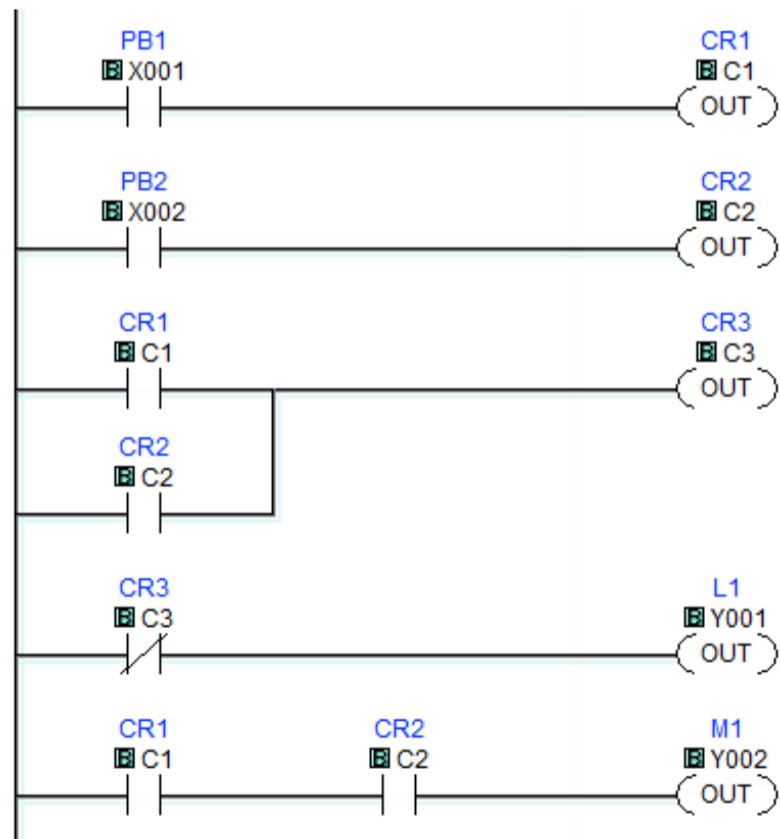 PB1 CR1
B X001 B C1
OUT
PB2 CR2
B X002 B C2
OUT
CR1 CR3
B C1 B C3
OUT
CR2
B C2
CR3 L1
B C3 B Y001
OUT
CR1 CR2 M1
B C1 B C2 B Y002
OUT